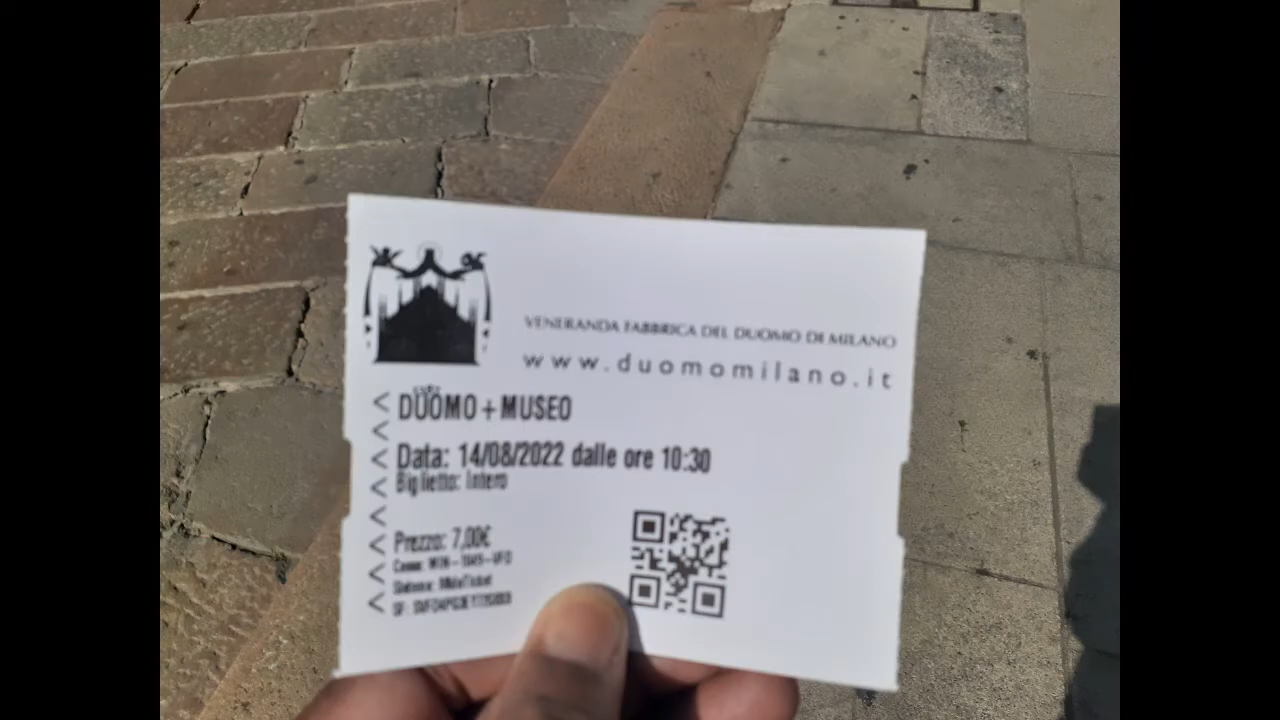 VENERANDA FABBRICA DEL DUOMO DI MILANO
www.duomomilano.it
< DUOMO + MUSEO
<
< Data: 14/08/2022 dalle ore 10:30
< Biglietto: Intero
<
< Prezzo: 7,00€
<
< SF: